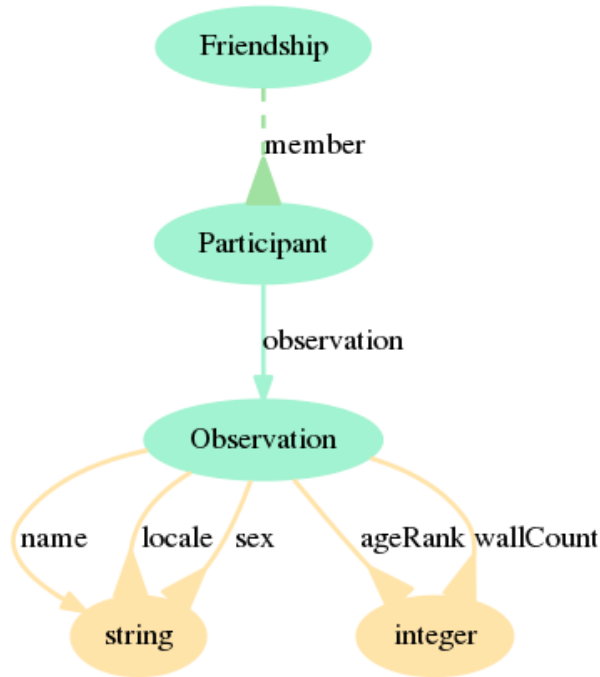 Friendship
member
Participant
observation
Observation
name
locale
sex
ageRank
wallCount
string
integer